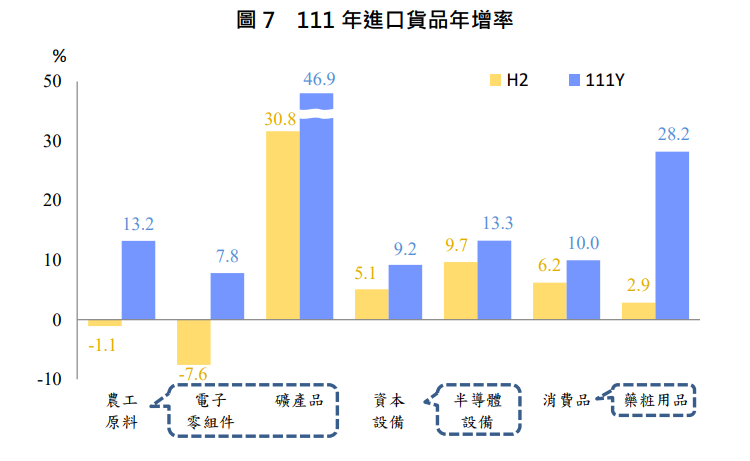 圖 7 111 年進口貨品年增率
%
H2 111Y
50
30
20
10
0
-10
-1.1 13.2
-7.6 7.8
30.8 46.9
5.1 9.2
9.7 13.3
6.2 10.0
2.9 28.2
農工
原料
電子
零組件
礦產品
資本
設備
半導體
設備
消費品
藥粧用品